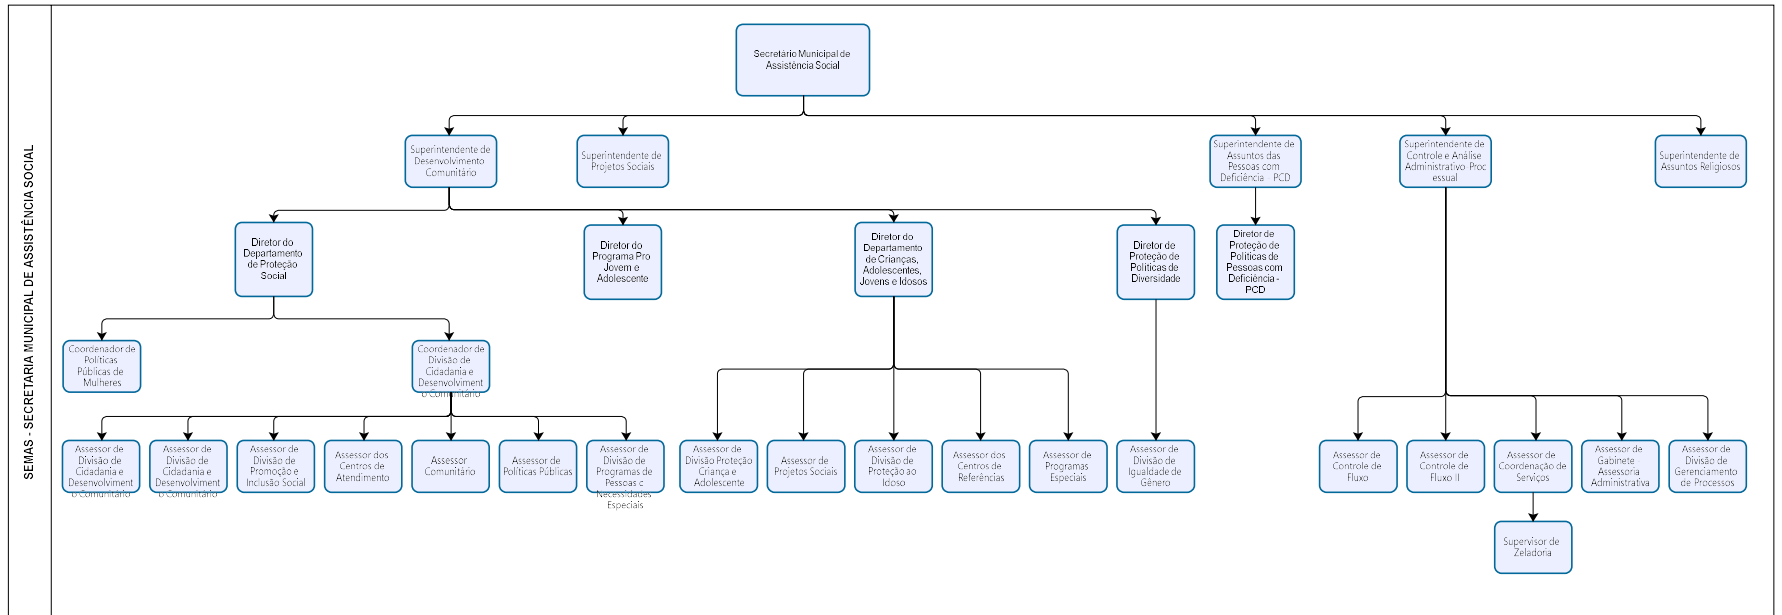 SEMAS - SECRETARIA MUNICIPAL DE ASSISTÊNCIA SOCIAL
Secretário Municipal de
Assistência Social
Superintendente de
Desenvolvimento
Comunitário
Superintendente de
Projetos Sociais
Superintendente de
Assuntos das
Pessoas com
Deficiência - PCD
Superintendente de
Controle e Análise
Administrativo Proc
essual
Superintendente de
Assuntos Religiosos
Diretor do
Departamento
de Proteção
Social
Diretor do
Programa Pro
Jovem e
Adolescente
Diretor do
Departamento
de Crianças,
Adolescentes,
Jovens e Idosos
Diretor de
Proteção de
Políticas de
Diversidade
Diretor de
Proteção de
Políticas de
Pessoas com
Deficiência -
PCD
Coordenador de
Políticas
Públicas de
Mulheres
Coordenador de
Divisão de
Cidadania e
Desenvolviment
o Comunitário
Assessor de
Divisão de
Cidadania e
Desenvolviment
o Comunitário
Assessor de
Divisão de
Cidadania e
Desenvolviment
o Comunitário
Assessor de
Divisão de
Promoção e
Inclusão Social
Assessor dos
Centros de
Atendimento
Assessor
Comunitário
Assessor de
Políticas Públicas
Assessor de
Divisão de
Programas de
Pessoas c
Necessidades
Especiais
Assessor de
Divisão Proteção
Criança e
Adolescente
Assessor de
Projetos Sociais
Assessor de
Divisão de
Proteção ao
Idoso
Assessor dos
Centros de
Referências
Assessor de
Programas
Especiais
Assessor de
Divisão de
Igualdade de
Gênero
Assessor de
Controle de
Fluxo
Assessor de
Controle de
Fluxo II
Assessor de
Coordenação de
Serviços
Assessor de
Gabinete
Assessoria
Administrativa
Assessor de
Divisão de
Gerenciamento
de Processos
Supervisor de
Zeladoria